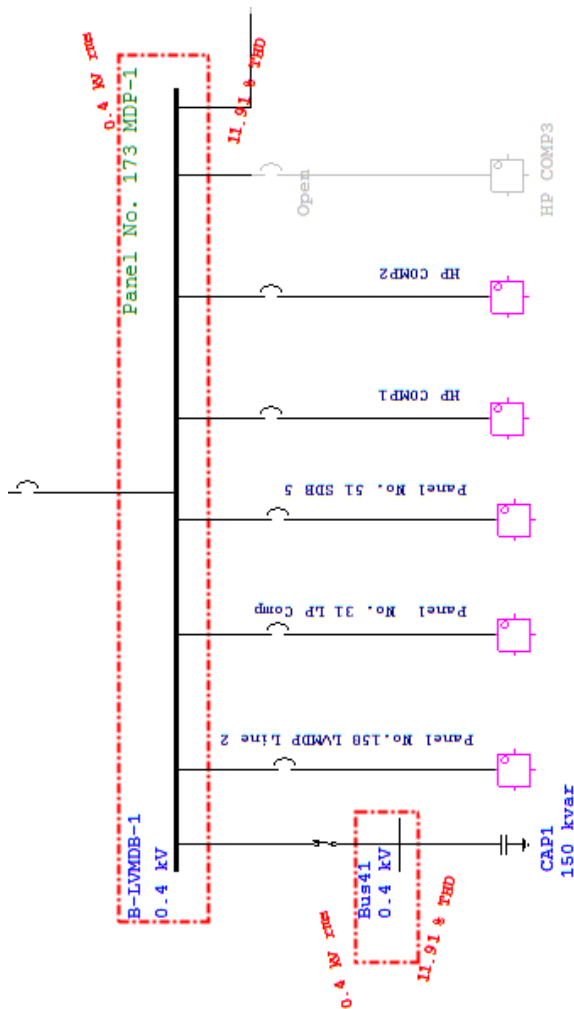 0.4 kV rms
11.91 % THD
Panel No. 173 MDP-1
Open
HP COMP3
HP COMP2
HP COMP1
Panel No. 51 SDB 5
Panel No. 31 LP Comp
Panel No.158 LVMDP Line 2
B-LVMDB-1
0.4 kV
Bus41
0.4 kV
0.4 kV rms
11.91 % THD
CAP1
150 kvar